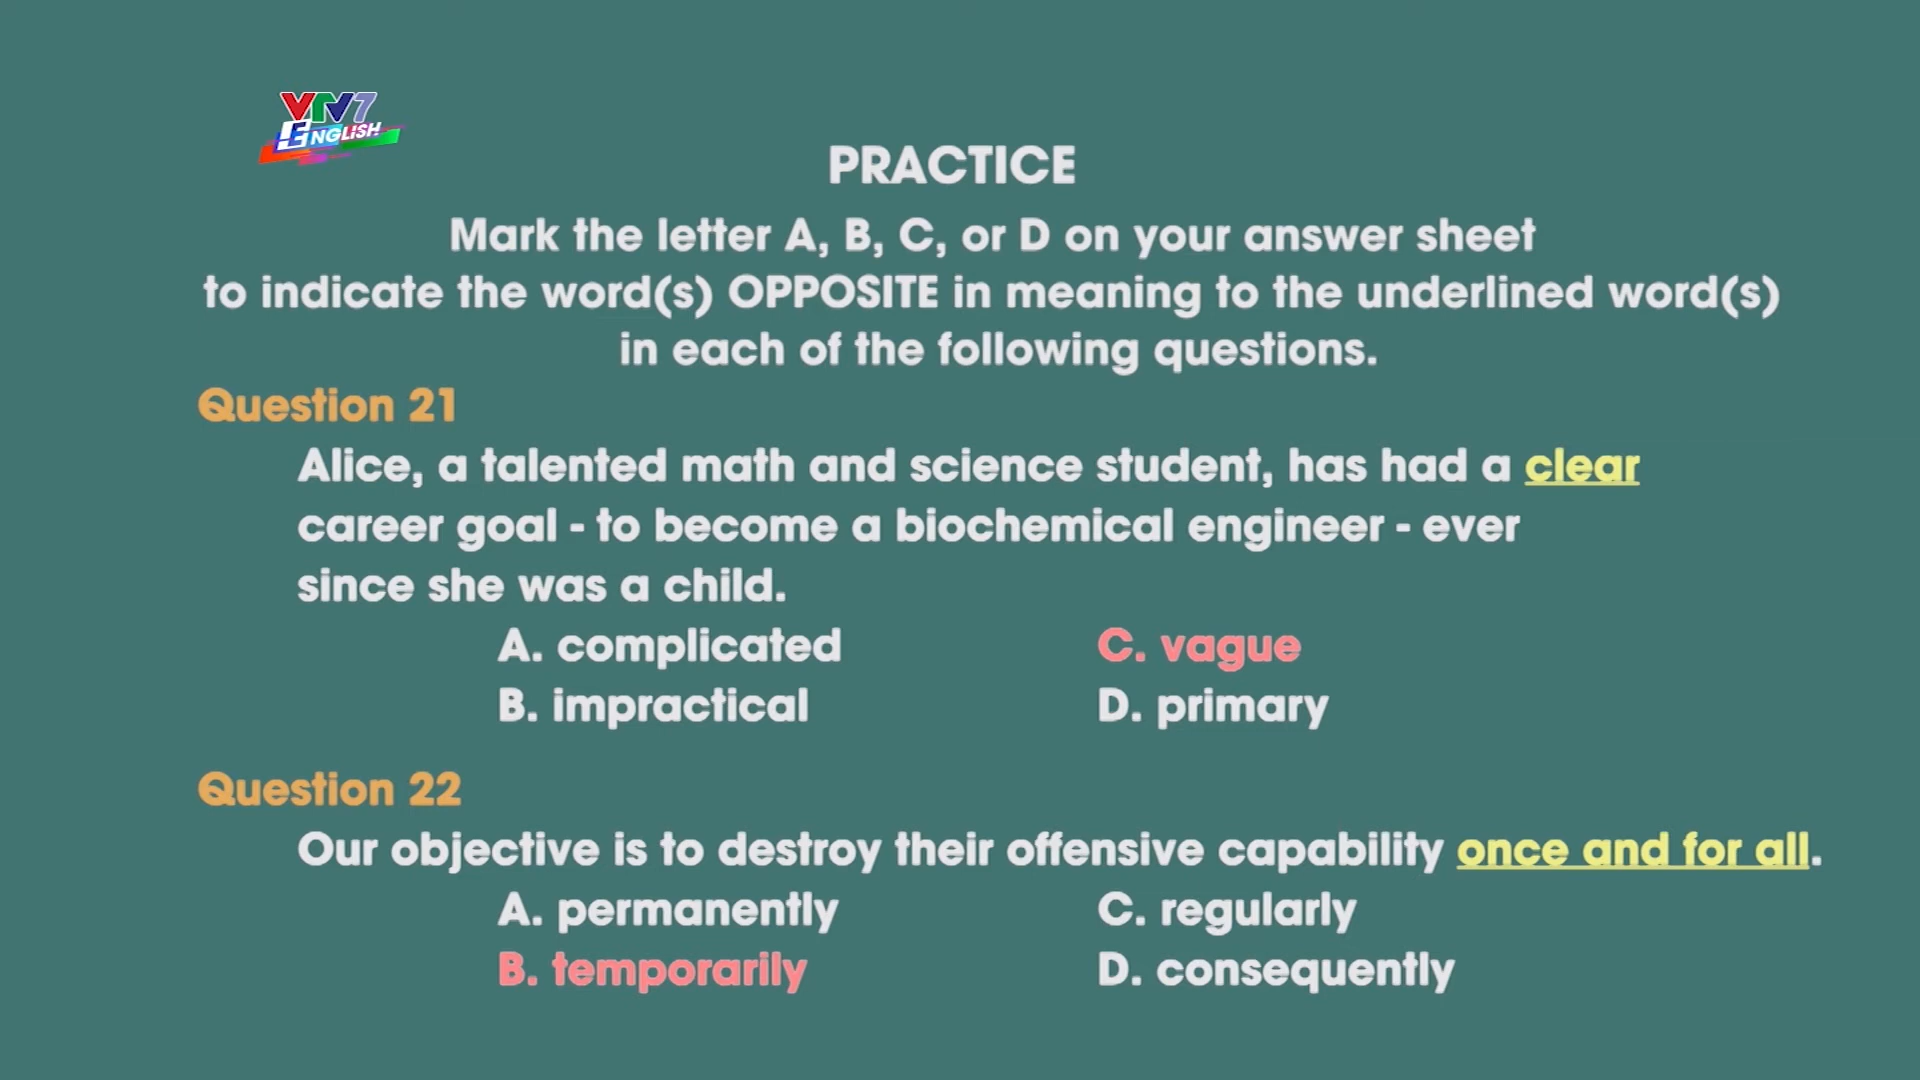 VTV7
ENGLISH
PRACTICE
Mark the letter A, B, C, or D on your answer sheet
to indicate the word(s) OPPOSITE in meaning to the underlined word(s)
in each of the following questions.
Question 21
Alice, a talented math and science student, has had a clear
career goal - to become a biochemical engineer - ever
since she was a child.
A. complicated
C. vague
B. impractical
D. primary
Question 22
Our objective is to destroy their offensive capability once and for all.
A. permanently
C. regularly
B. temporarily
D. consequently